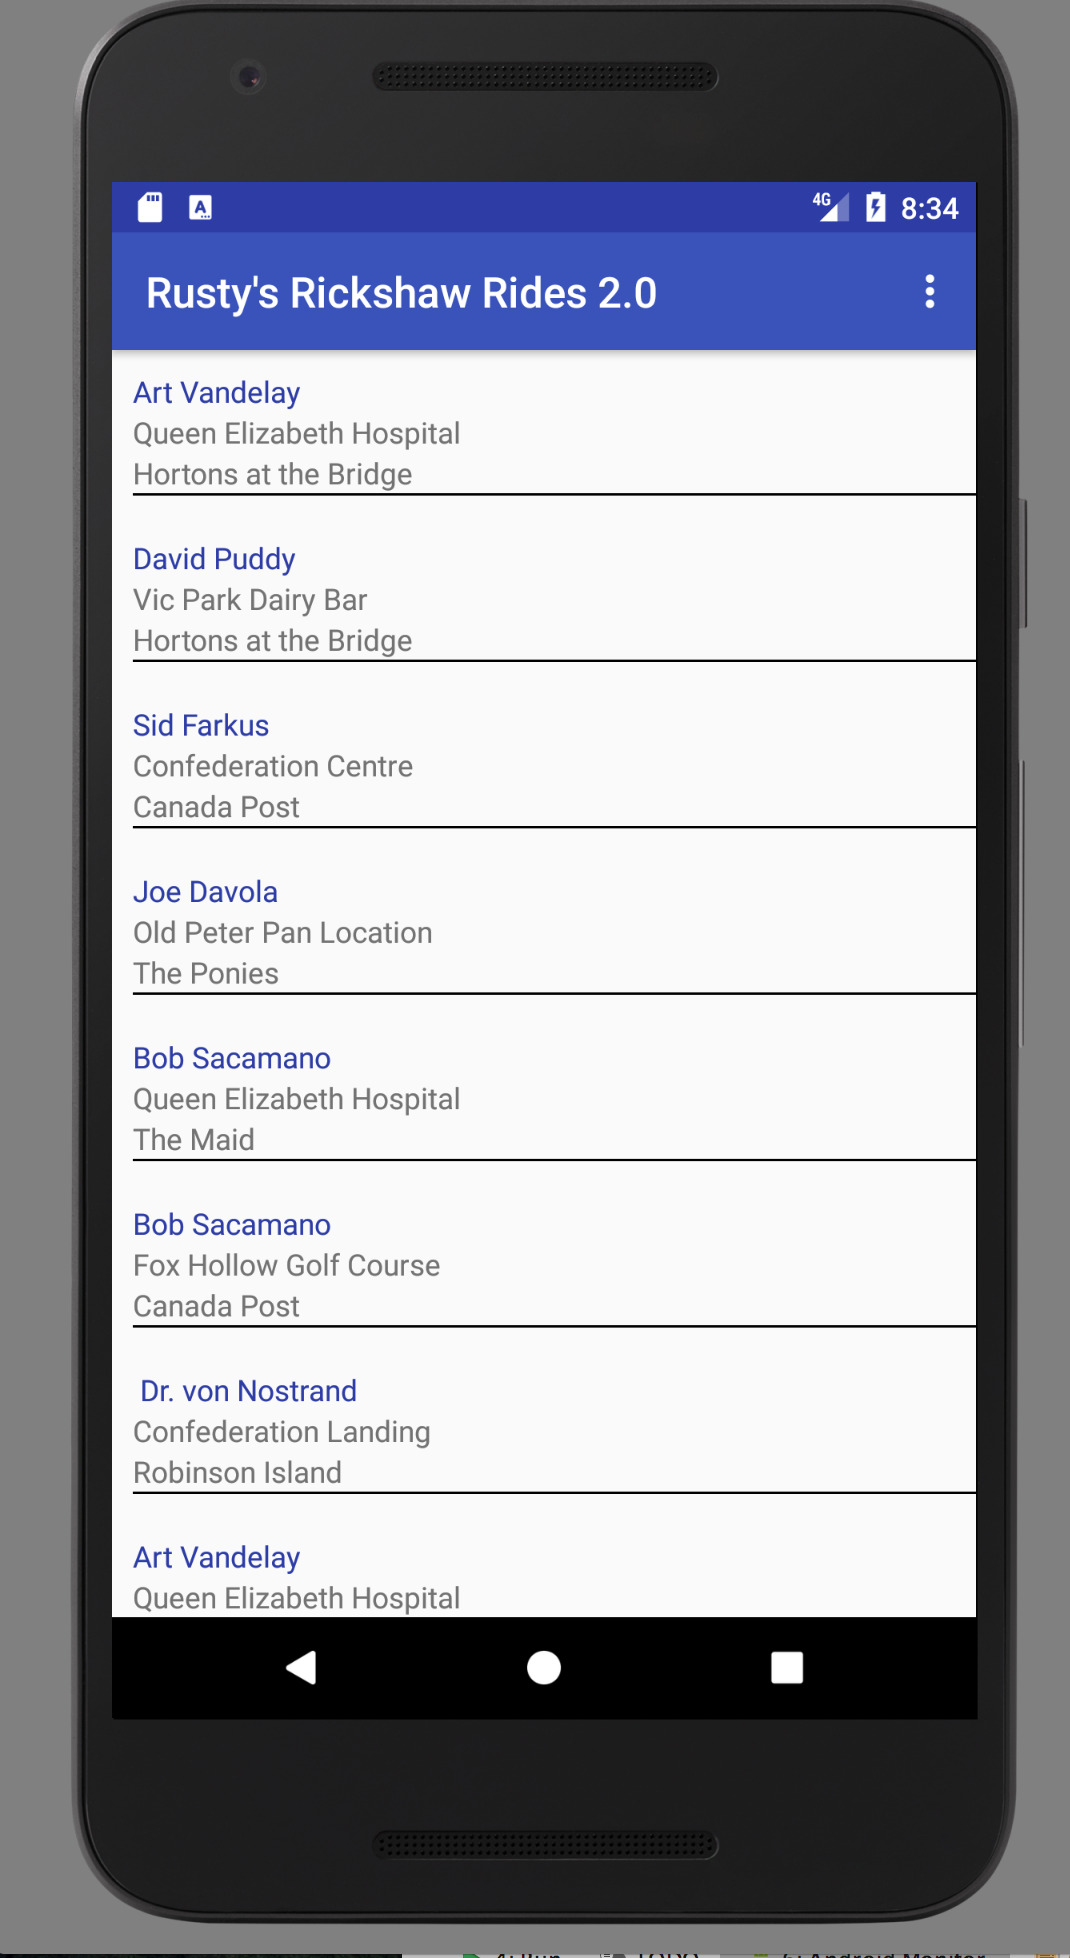 4G 8:34
Rusty's Rickshaw Rides 2.0
Art Vandelay
Queen Elizabeth Hospital
Hortons at the Bridge
David Puddy
Vic Park Dairy Bar
Hortons at the Bridge
Sid Farkus
Confederation Centre
Canada Post
Joe Davola
Old Peter Pan Location
The Ponies
Bob Sacamano
Queen Elizabeth Hospital
The Maid
Bob Sacamano
Fox Hollow Golf Course
Canada Post
Dr. von Nostrand
Confederation Landing
Robinson Island
Art Vandelay
Queen Elizabeth Hospital